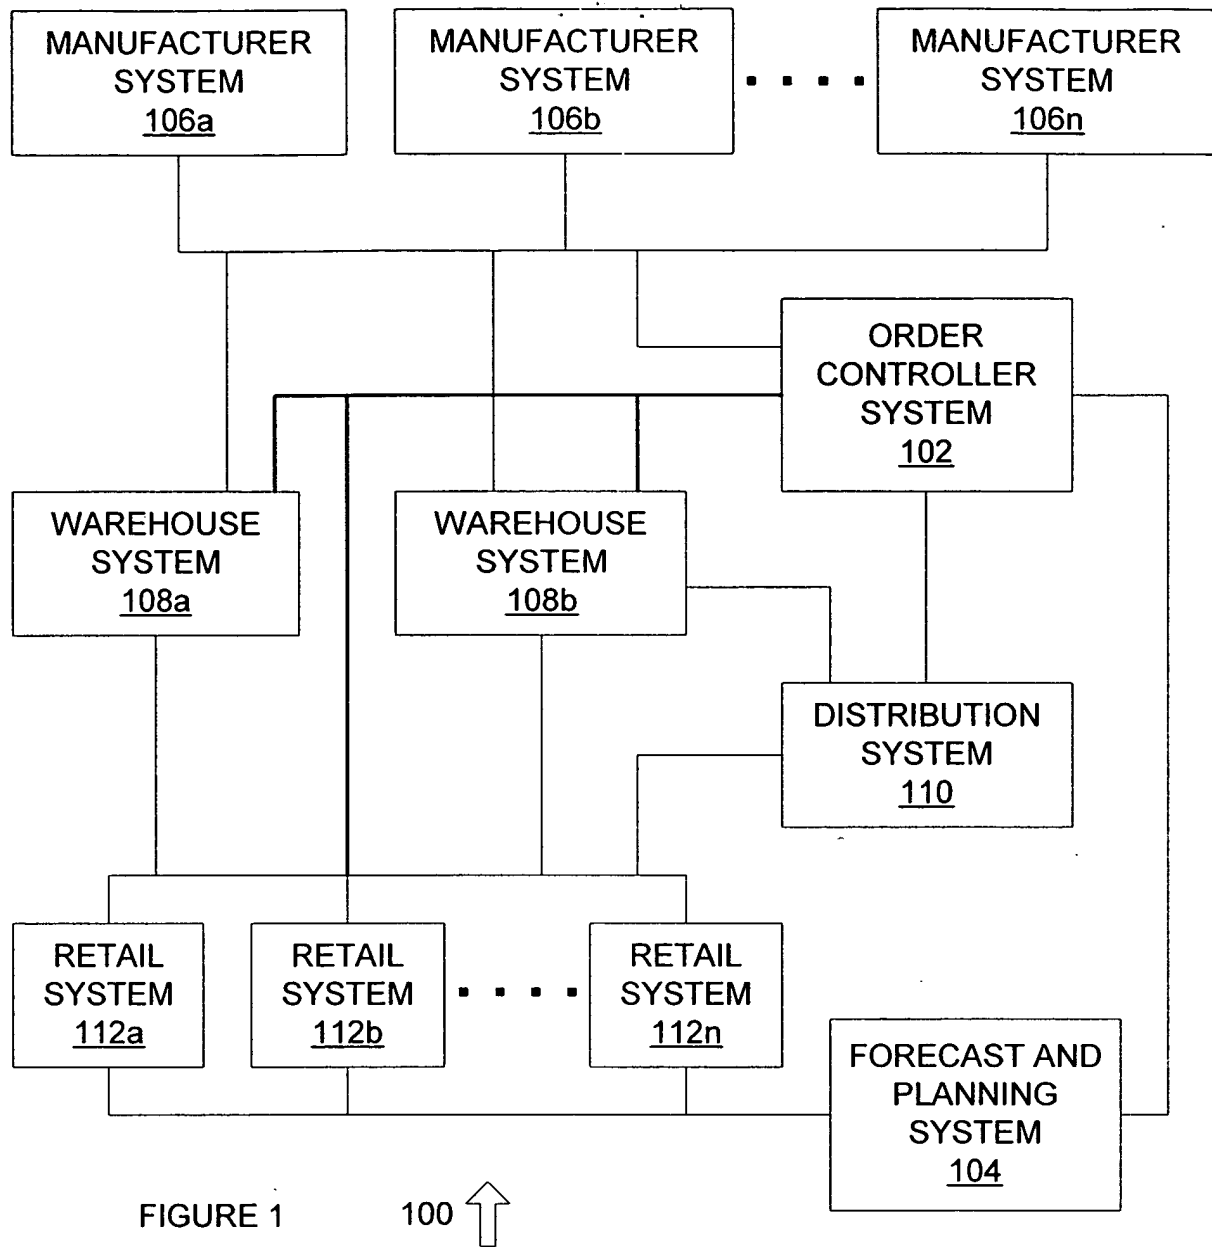 MANUFACTURER
SYSTEM
106a
MANUFACTURER
SYSTEM
106b
MANUFACTURER
SYSTEM
106n
ORDER
CONTROLLER
SYSTEM
102
WAREHOUSE
SYSTEM
108a
WAREHOUSE
SYSTEM
108b
DISTRIBUTION
SYSTEM
110
RETAIL
SYSTEM
112a
RETAIL
SYSTEM
112b
RETAIL
SYSTEM
112n
FORECAST AND
PLANNING
SYSTEM
104
FIGURE 1
100